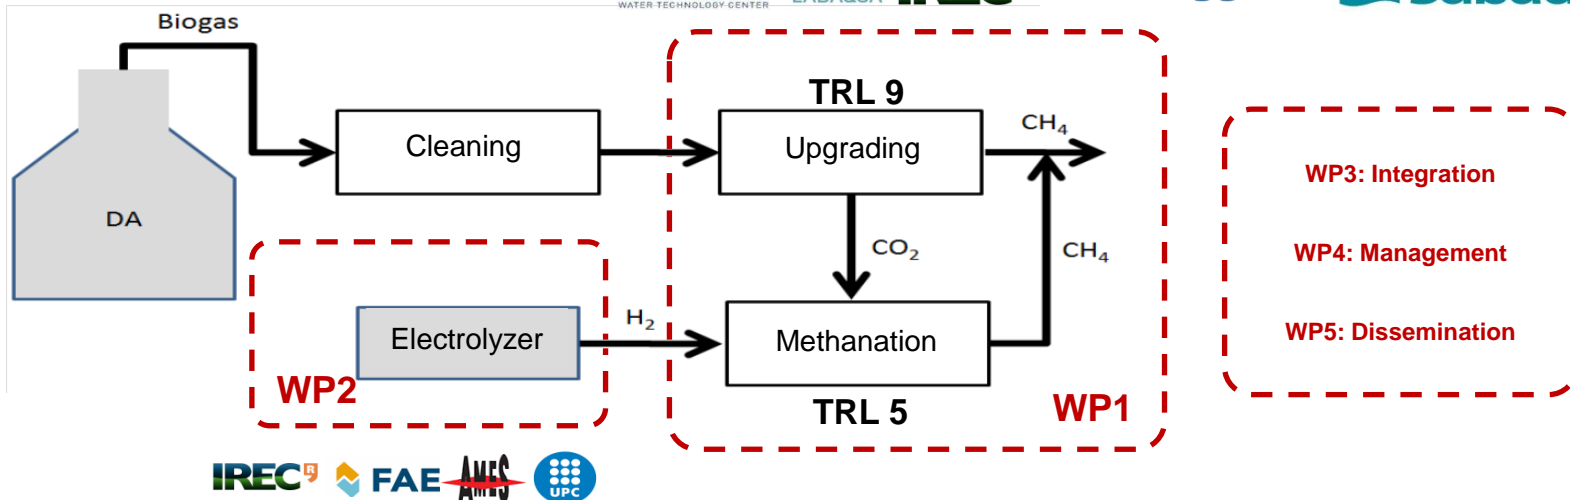 WATER TECHNOLOGY CENTER
Biogas
TRL 9
Cleaning
Upgrading
CH₄
DA
CO₂
CH₄
Electrolyzer
H₂
Methanation
WP2
TRL 5
WP1
WP3: Integration
WP4: Management
WP5: Dissemination
IREC R
FAE
AMES
UPC